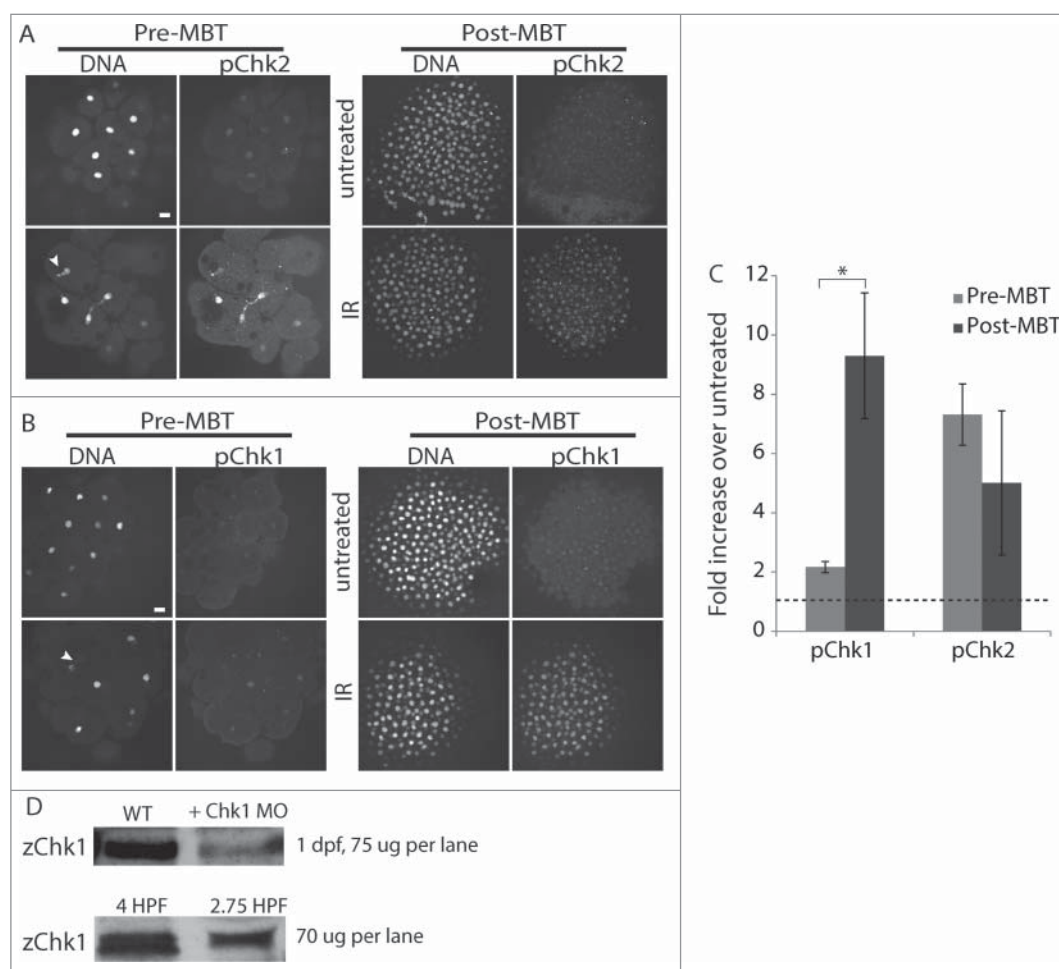 A
Pre-MBT
Post-MBT
DNA
pChk2
DNA
pChk2
untreated
IR
B
Pre-MBT
Post-MBT
DNA
pChk1
DNA
pChk1
untreated
IR
C
Fold increase over untreated
12
10
8
6
4
2
0
*
Pre-MBT
Post-MBT
pChk1
pChk2
D
WT
+ Chk1 MO
zChk1
1 dpf, 75 ug per lane
4 HPF
2.75 HPF
zChk1
70 ug per lane